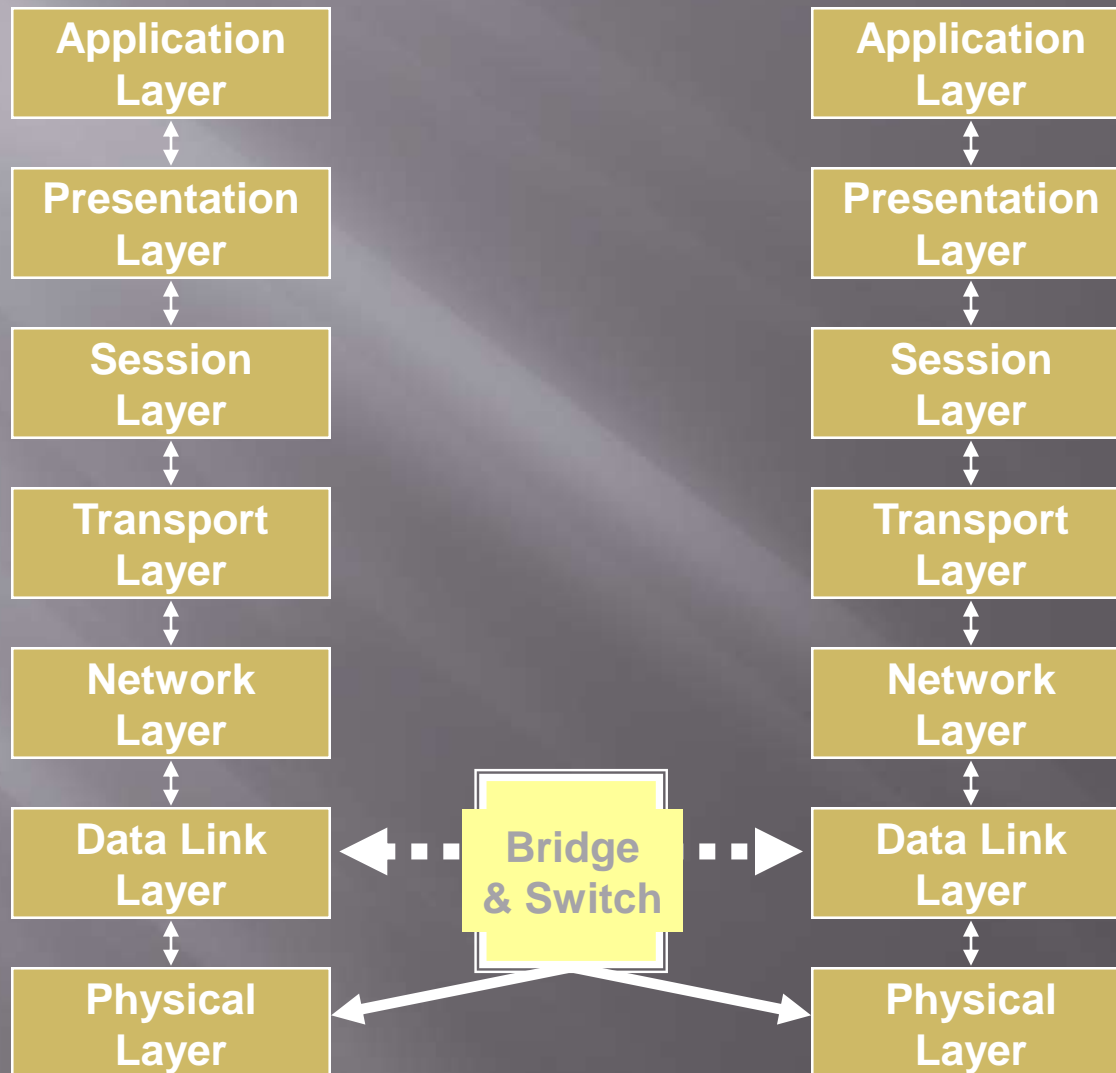 Application
Layer
Presentation
Layer
Session
Layer
Transport
Layer
Network
Layer
Data Link
Layer
Physical
Layer
Bridge
& Switch
Application
Layer
Presentation
Layer
Session
Layer
Transport
Layer
Network
Layer
Data Link
Layer
Physical
Layer